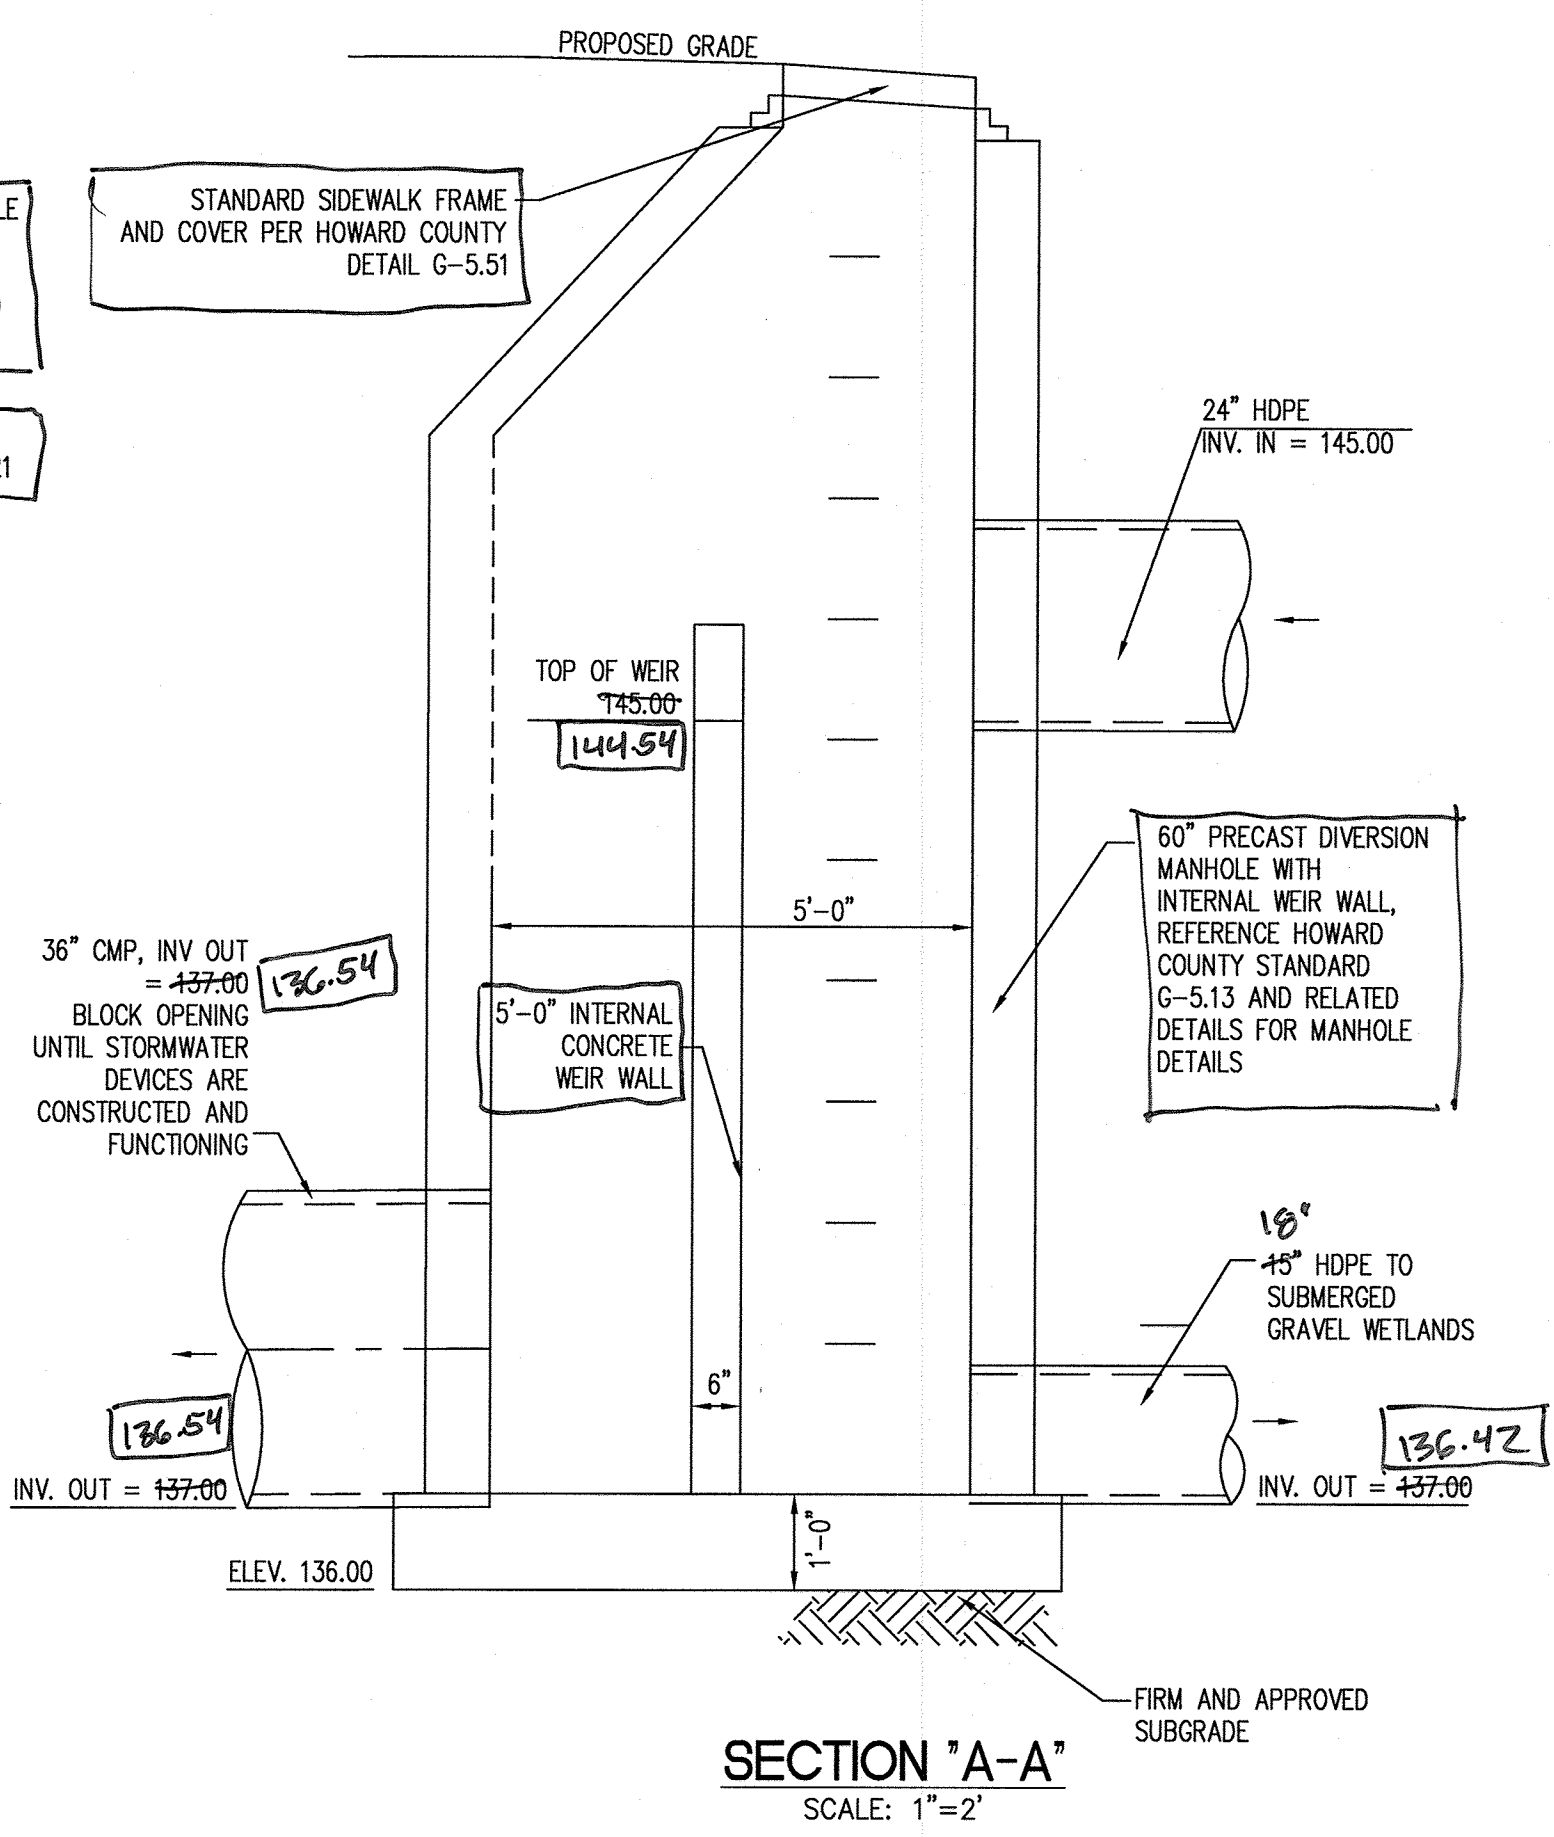 PROPOSED GRADE
LE
STANDARD SIDEWALK FRAME
AND COVER PER HOWARD COUNTY
DETAIL G-5.51
21
24" HDPE
INV. IN = 145.00
TOP OF WEIR
145.00
144.54
60" PRECAST DIVERSION
MANHOLE WITH
INTERNAL WEIR WALL,
REFERENCE HOWARD
COUNTY STANDARD
G-5.13 AND RELATED
DETAILS FOR MANHOLE
DETAILS
5'-0"
36" CMP, INV OUT
= 137.00 136.54
BLOCK OPENING
UNTIL STORMWATER
DEVICES ARE
CONSTRUCTED AND
FUNCTIONING
5'-0" INTERNAL
CONCRETE
WEIR WALL
18"
15" HDPE TO
SUBMERGED
GRAVEL WETLANDS
6"
136.54
INV. OUT = 137.00
136.42
INV. OUT = 137.00
1'-0"
ELEV. 136.00
FIRM AND APPROVED
SUBGRADE
SECTION "A-A"
SCALE: 1"=2'